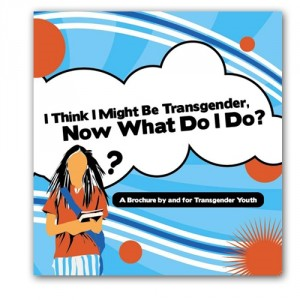 I Think I Might Be Transgender,
Now What Do I Do?
?
A Brochure by and for Transgender Youth